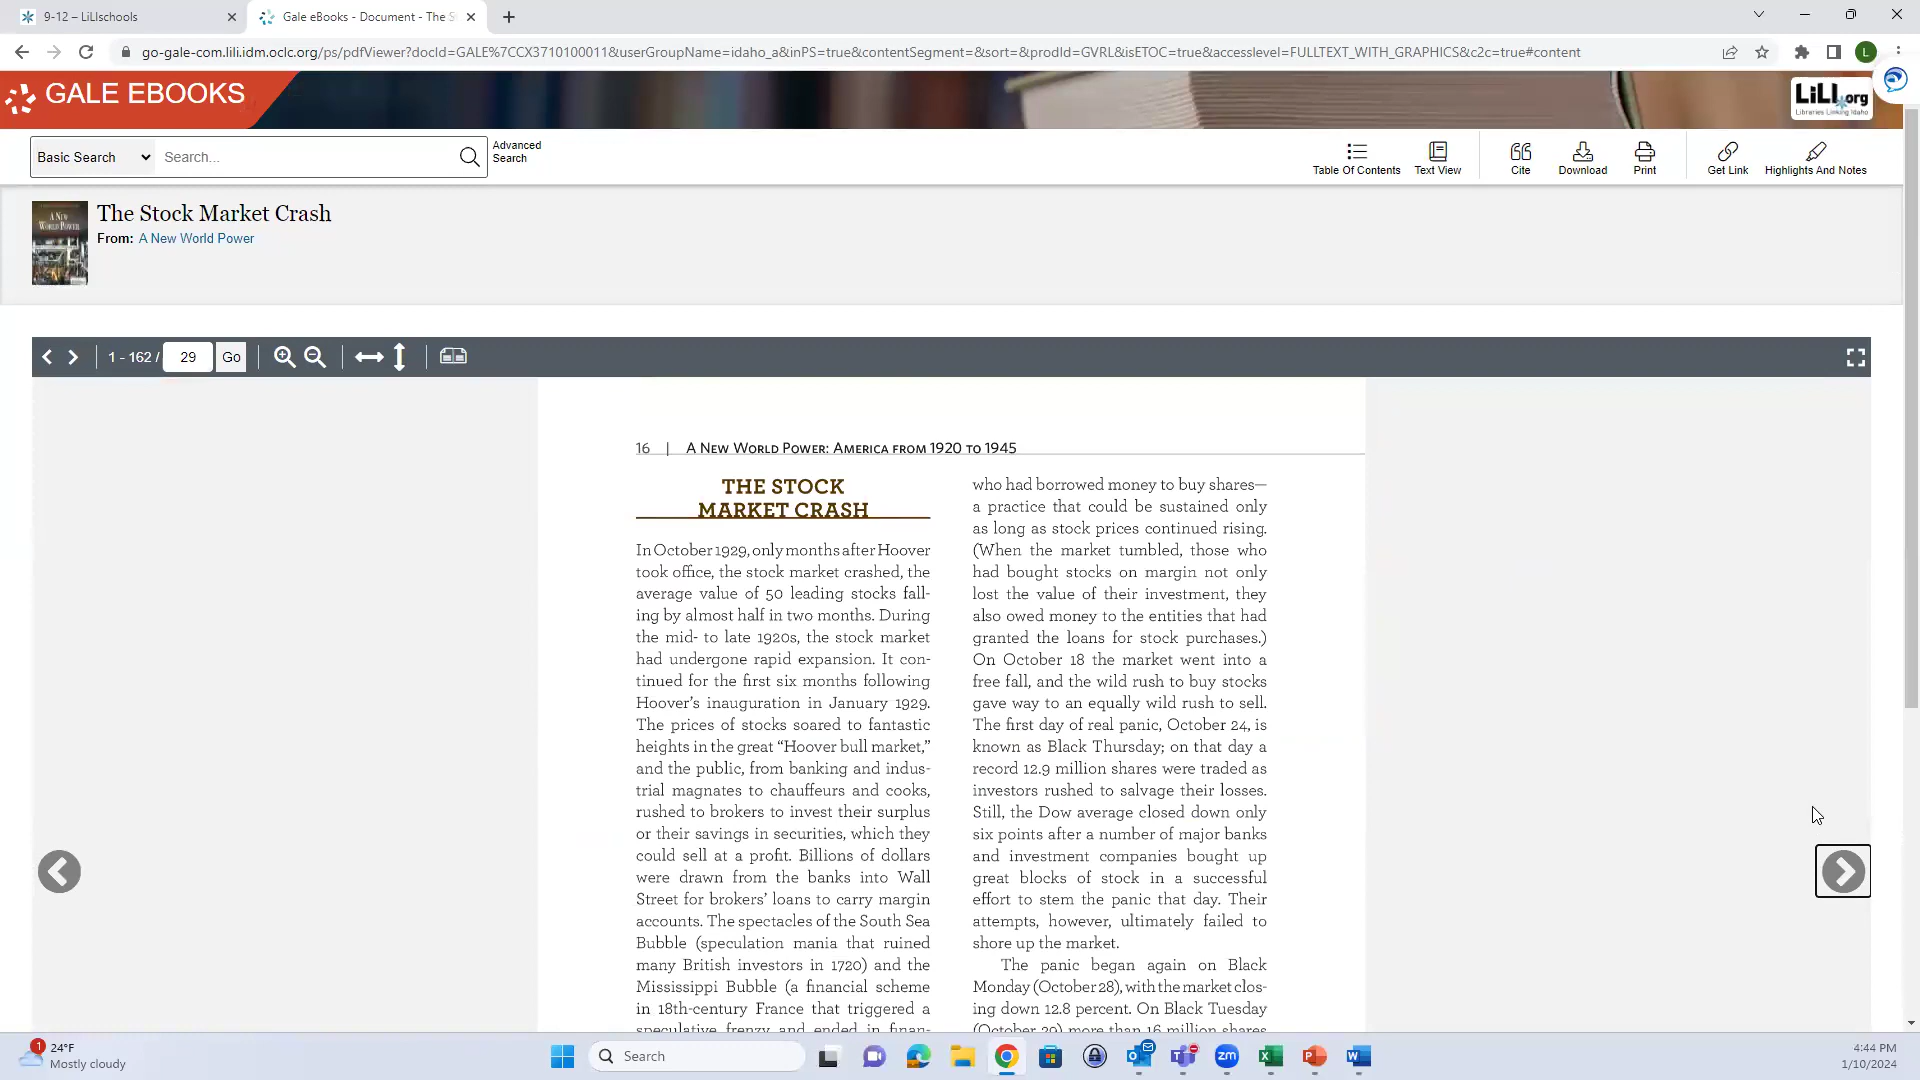 9-12 – LiLIschools
Gale eBooks - Document - The S
go-gale-com.lili.idm.oclc.org/ps/pdfViewer?docId=GALE%7CCX3710100011&userGroupName=idaho_a&inPS=true&contentSegment=&sort=&prodId=GVRL&isETOC=true&accesslevel=FULLTEXT_WITH_GRAPHICS&c2c=true#content
L
GALE EBOOKS
LiLI.org
Libraries Linking Idaho
Basic Search
Search...
Advanced
Search
Table Of Contents
Text View
Cite
Download
Print
Get Link
Highlights And Notes
A NEW
WORLD POWER
The Stock Market Crash
From: A New World Power
1 - 162 /
29
Go
16 | A New World Power: America from 1920 to 1945
THE STOCK
MARKET CRASH
In October 1929, only months after Hoover
took office, the stock market crashed, the
average value of 50 leading stocks fall-
ing by almost half in two months. During
the mid- to late 1920s, the stock market
had undergone rapid expansion. It con-
tinued for the first six months following
Hoover's inauguration in January 1929.
The prices of stocks soared to fantastic
heights in the great “Hoover bull market,”
and the public, from banking and indus-
trial magnates to chauffeurs and cooks,
rushed to brokers to invest their surplus
or their savings in securities, which they
could sell at a profit. Billions of dollars
were drawn from the banks into Wall
Street for brokers' loans to carry margin
accounts. The spectacles of the South Sea
Bubble (speculation mania that ruined
many British investors in 1720) and the
Mississippi Bubble (a financial scheme
in 18th-century France that triggered a
speculative frenzy and ended in finan-
who had borrowed money to buy shares—
a practice that could be sustained only
as long as stock prices continued rising.
(When the market tumbled, those who
had bought stocks on margin not only
lost the value of their investment, they
also owed money to the entities that had
granted the loans for stock purchases.)
On October 18 the market went into a
free fall, and the wild rush to buy stocks
gave way to an equally wild rush to sell.
The first day of real panic, October 24, is
known as Black Thursday; on that day a
record 12.9 million shares were traded as
investors rushed to salvage their losses.
Still, the Dow average closed down only
six points after a number of major banks
and investment companies bought up
great blocks of stock in a successful
effort to stem the panic that day. Their
attempts, however, ultimately failed to
shore up the market.
The panic began again on Black
Monday (October 28), with the market clos-
ing down 12.8 percent. On Black Tuesday
(October 29) more than 16 million shares
1
24°F
Mostly cloudy
Search
zm
4:44 PM
1/10/2024